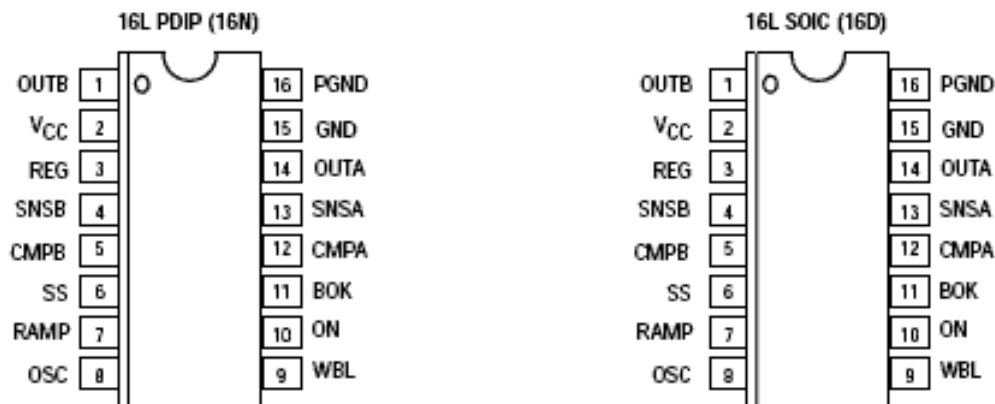 16L PDIP (16N)
OUTB 1 16 PGND
VCC 2 15 GND
REG 3 14 OUTA
SNSB 4 13 SNSA
CMPB 5 12 CMPA
SS 6 11 BOK
RAMP 7 10 ON
OSC 8 9 WBL
16L SOIC (16D)
OUTB 1 16 PGND
VCC 2 15 GND
REG 3 14 OUTA
SNSB 4 13 SNSA
CMPB 5 12 CMPA
SS 6 11 BOK
RAMP 7 10 ON
OSC 8 9 WBL